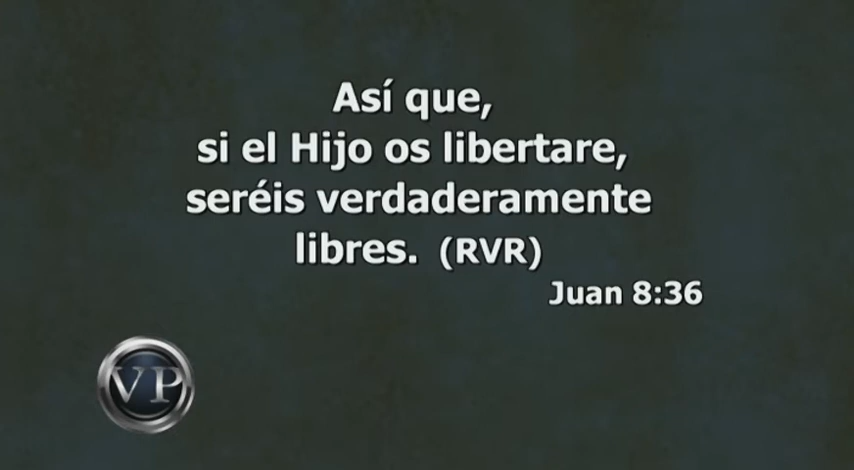 Así que,
si el Hijo os libertare,
seréis verdaderamente
libres. (RVR)
Juan 8:36
VP